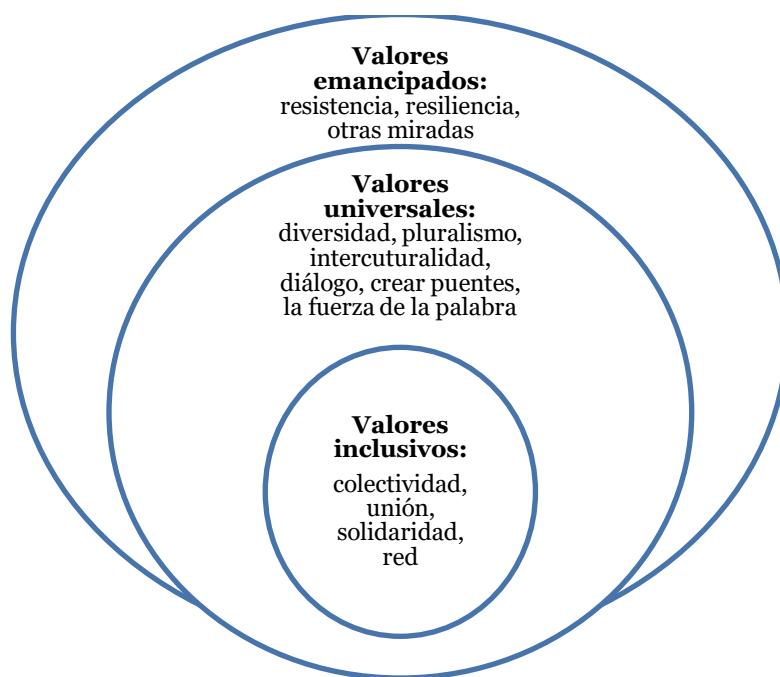 Valores
emancipados:
resistencia, resiliencia,
otras miradas
Valores
universales:
diversidad, pluralismo,
intercuturalidad,
diálogo, crear puentes,
la fuerza de la palabra
Valores
inclusivos:
colectividad,
unión,
solidaridad,
red